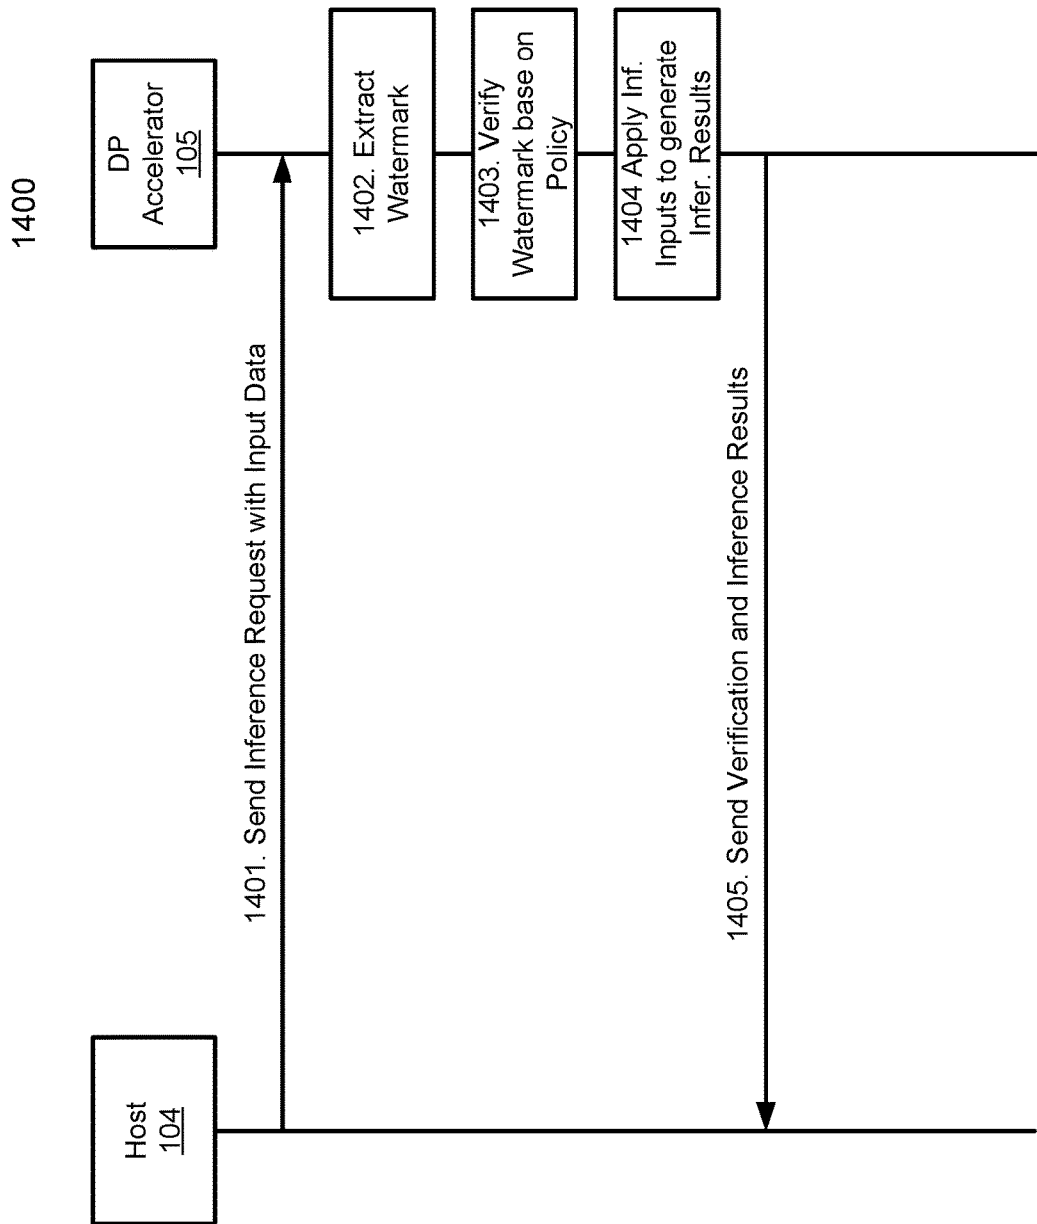 1400
Host
104
DP
Accelerator
105
1401. Send Inference Request with Input Data
1402. Extract
Watermark
1403. Verify
Watermark base on
Policy
1404 Apply Inf.
Inputs to generate
Infer. Results
1405. Send Verification and Inference Results